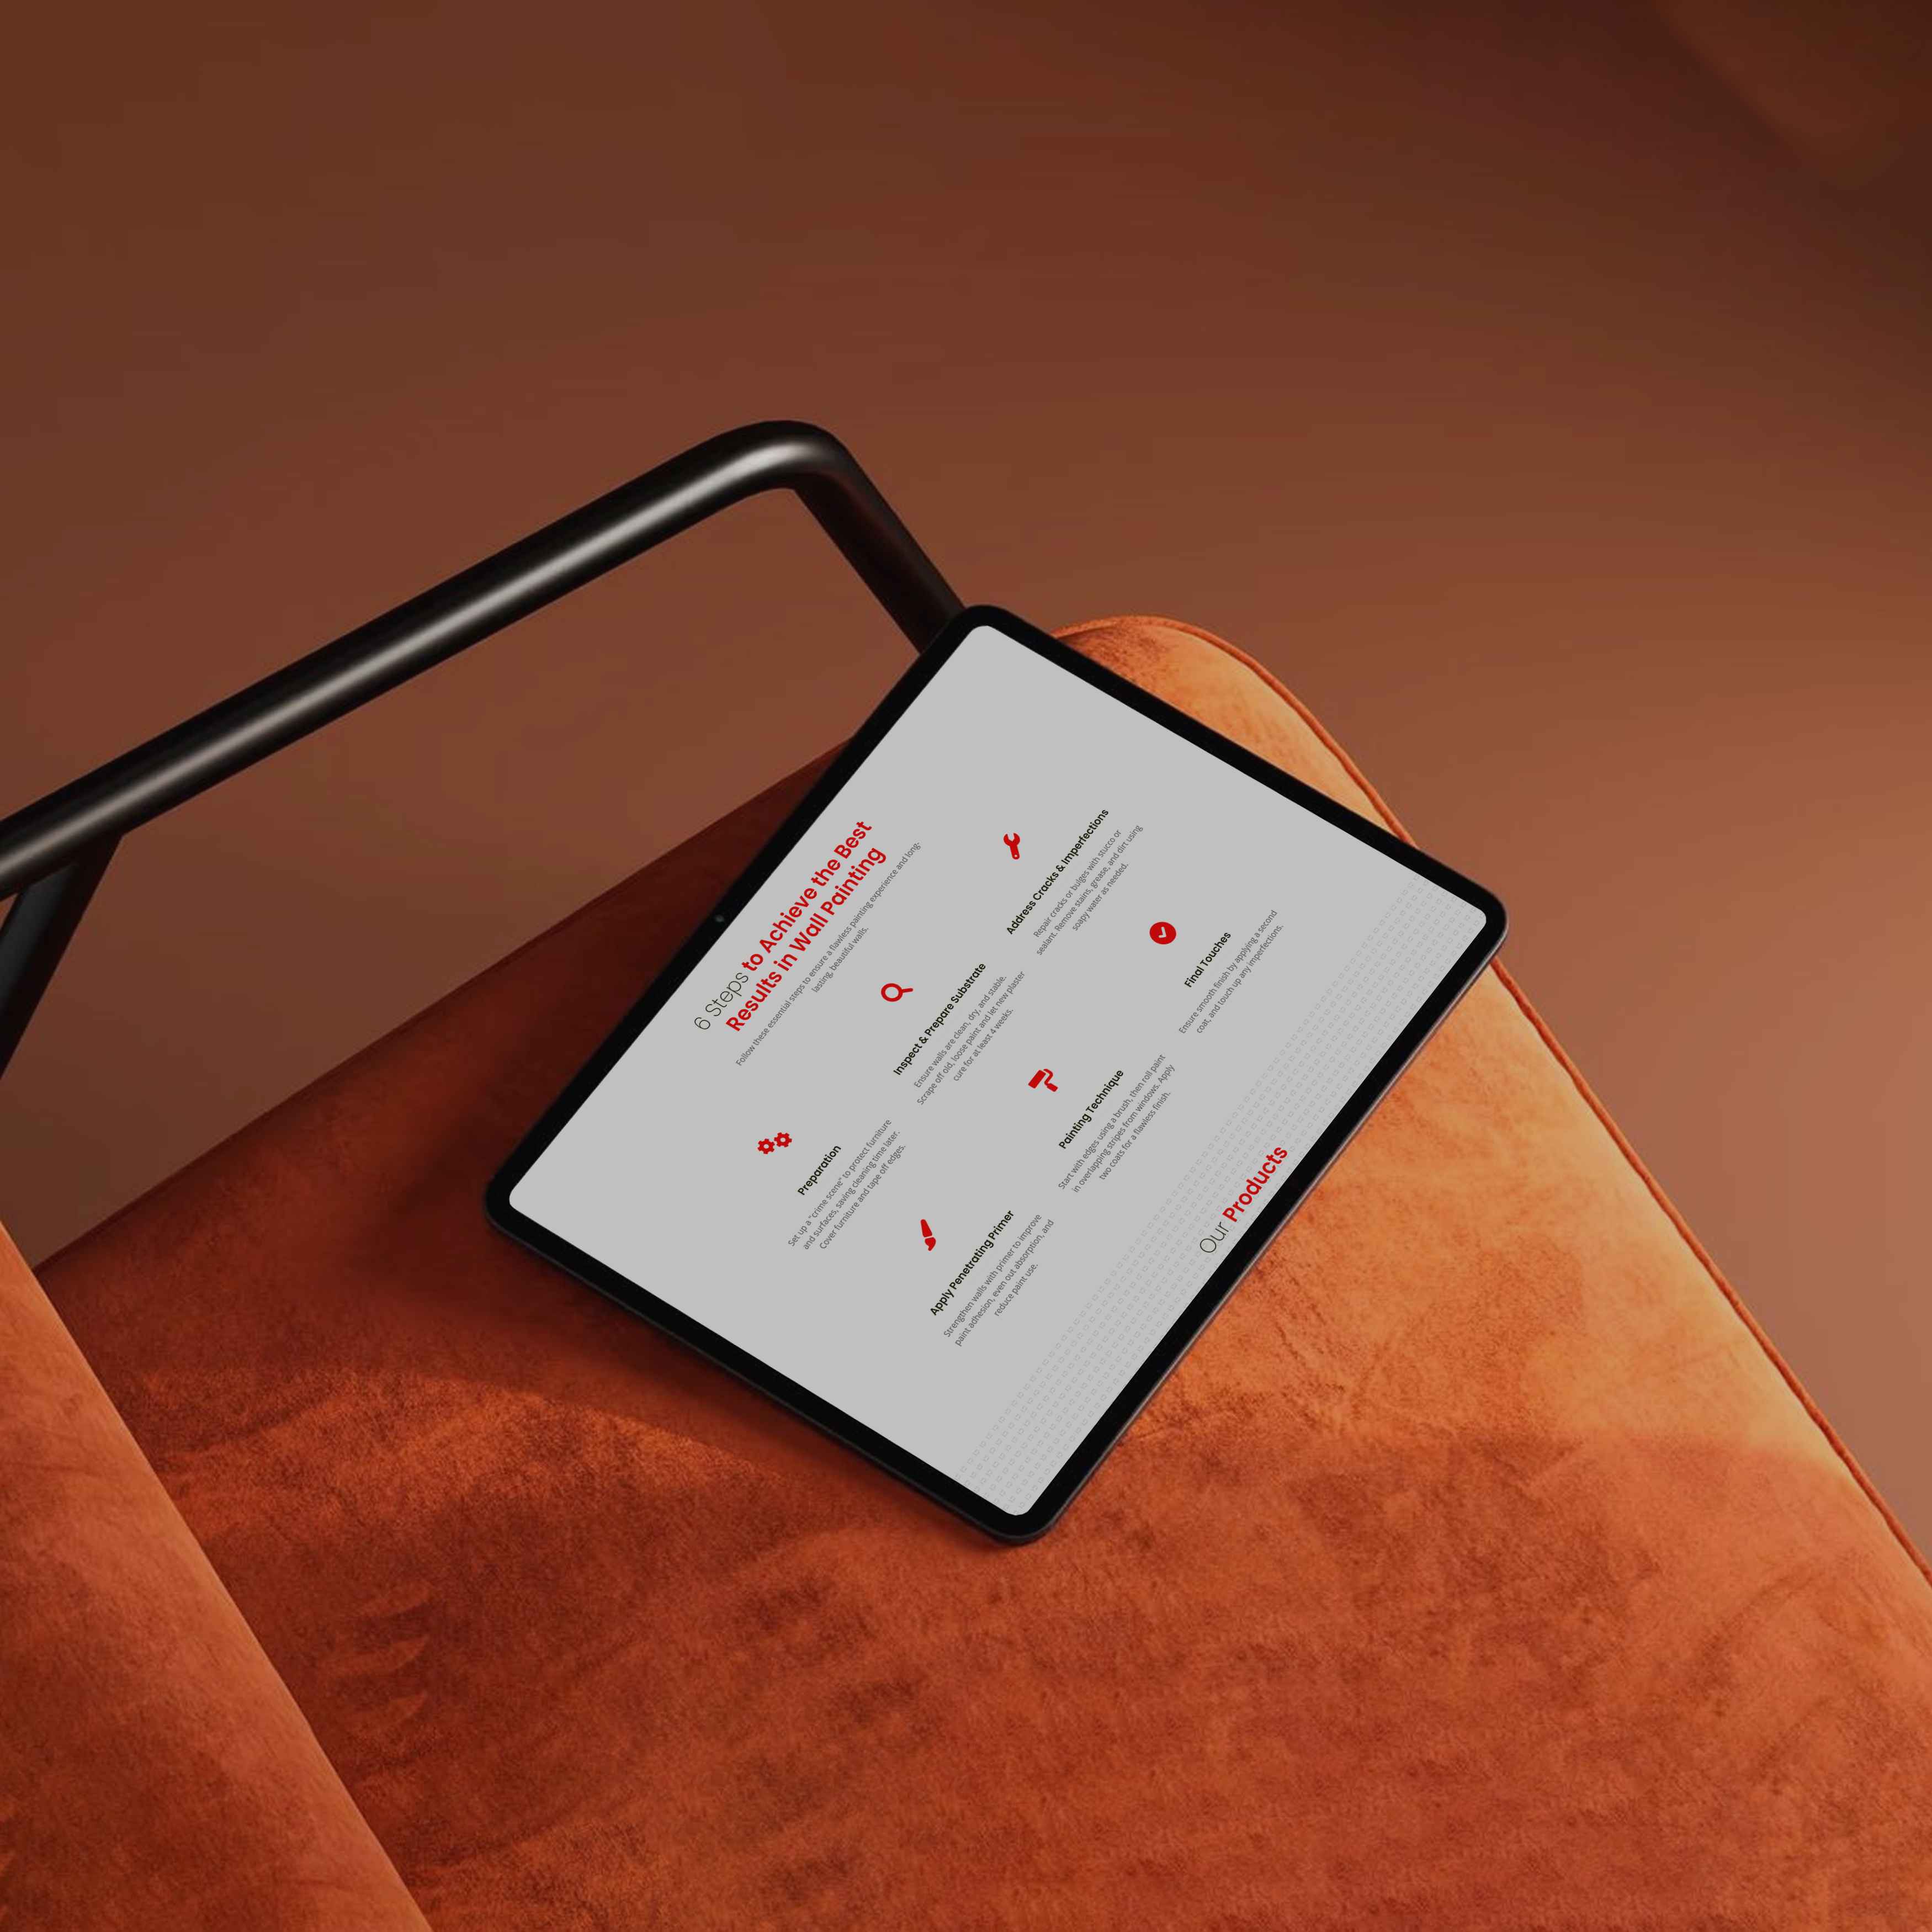 6 Steps to Achieve the Best
Results in Wall Painting
Follow these essential steps to ensure a flawless painting experience and long-
lasting, beautiful walls.
Preparation
Set up a "crime scene" to protect furniture
and surfaces, saving cleaning time later.
Cover furniture and tape off edges.
Inspect & Prepare Substrate
Ensure walls are clean, dry, and stable.
Scrape off old, loose paint and let new plaster
cure for at least 4 weeks.
Address Cracks & Imperfections
Repair cracks or bulges with stucco or
sealant. Remove stains, grease, and dirt using
soapy water as needed.
Apply Penetrating Primer
Strengthen walls with primer to improve
paint adhesion, even out absorption, and
reduce paint use.
Painting Technique
Start with edges using a brush, then roll paint
in overlapping stripes from windows. Apply
two coats for a flawless finish.
Final Touches
Ensure smooth finish by applying a second
coat, and touch up any imperfections.
Our Products